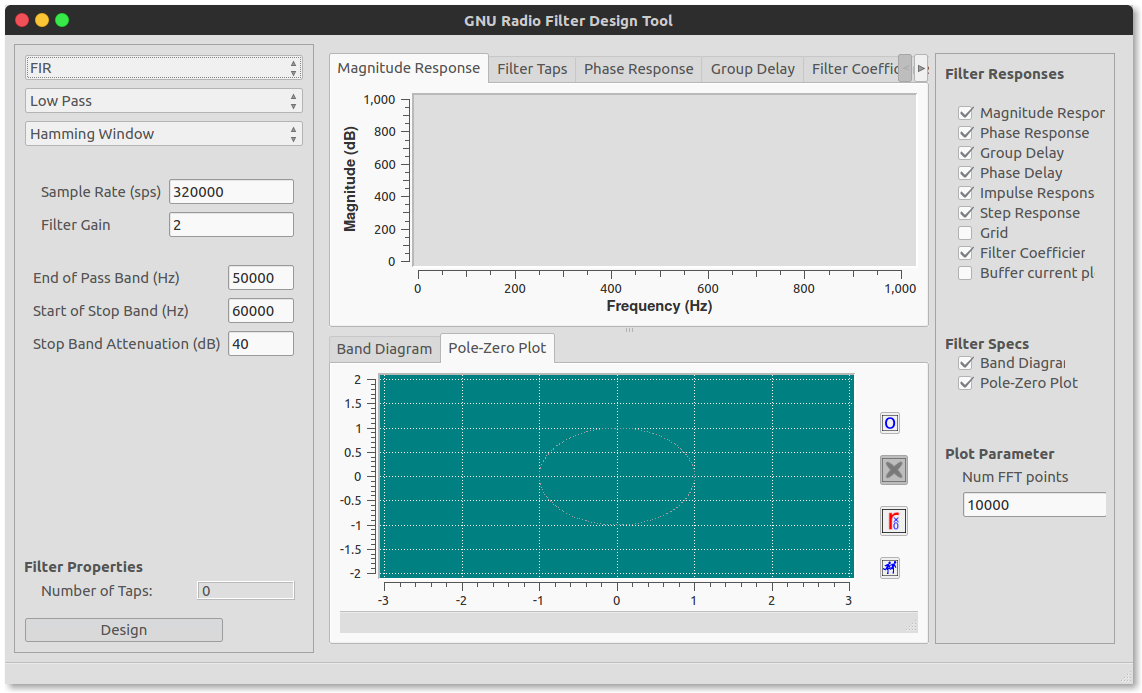 GNU Radio Filter Design Tool
FIR
Low Pass
Hamming Window
Sample Rate (sps) 320000
Filter Gain 2
End of Pass Band (Hz) 50000
Start of Stop Band (Hz) 60000
Stop Band Attenuation (dB) 40
Filter Properties
Number of Taps: 0
Design
Magnitude Response Filter Taps Phase Response Group Delay Filter Coeffic
1,000
800
600
400
200
0
Magnitude (dB)
0 200 400 600 800 1,000
Frequency (Hz)
Band Diagram Pole-Zero Plot
2
1.5
1
0.5
0
-0.5
-1
-1.5
-2
-3 -2 -1 0 1 2 3
Filter Responses
Magnitude Respor
Phase Response
Group Delay
Phase Delay
Impulse Respons
Step Response
Grid
Filter Coefficier
Buffer current pl
Filter Specs
Band Diagrar
Pole-Zero Plot
Plot Parameter
Num FFT points
10000